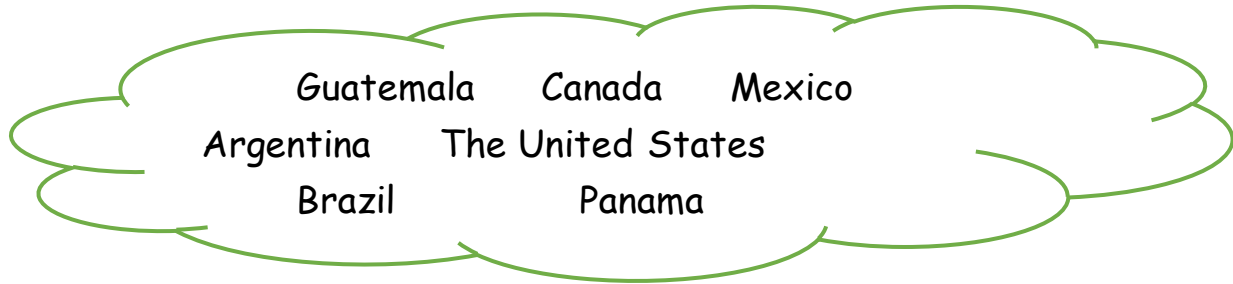 Guatemala Canada Mexico
Argentina The United States
Brazil Panama